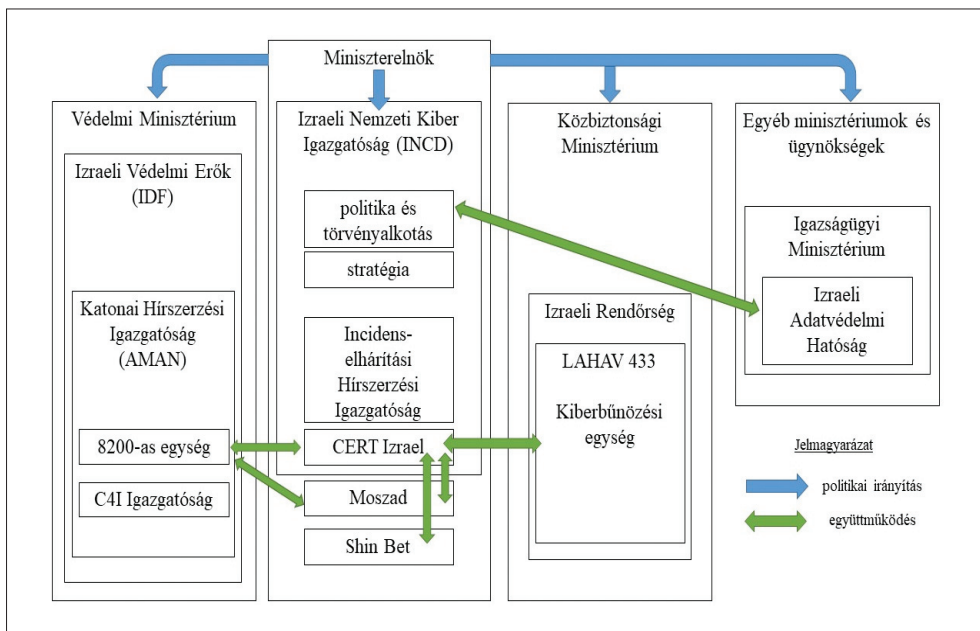 Miniszterelnök
Védelmi Minisztérium
Izraeli Védelmi Erők
(IDF)
Katonai Hírszerzési
Igazgatóság
(AMAN)
8200-as egység
C4I Igazgatóság
Izraeli Nemzeti Kiber
Igazgatóság (INCD)
politika és
törvényalkotás
stratégia
Incidens-
elhárítási
Hírszerzési
Igazgatóság
CERT Izrael
Moszad
Shin Bet
Közbiztonsági
Minisztérium
Izraeli Rendőrség
LAHAV 433
Kiberbűnözési
egység
Egyéb minisztériumok és
ügynökségek
Igazságügyi
Minisztérium
Izraeli
Adatvédelmi
Hatóság
Jelmagyarázat
politikai irányítás
együttműködés